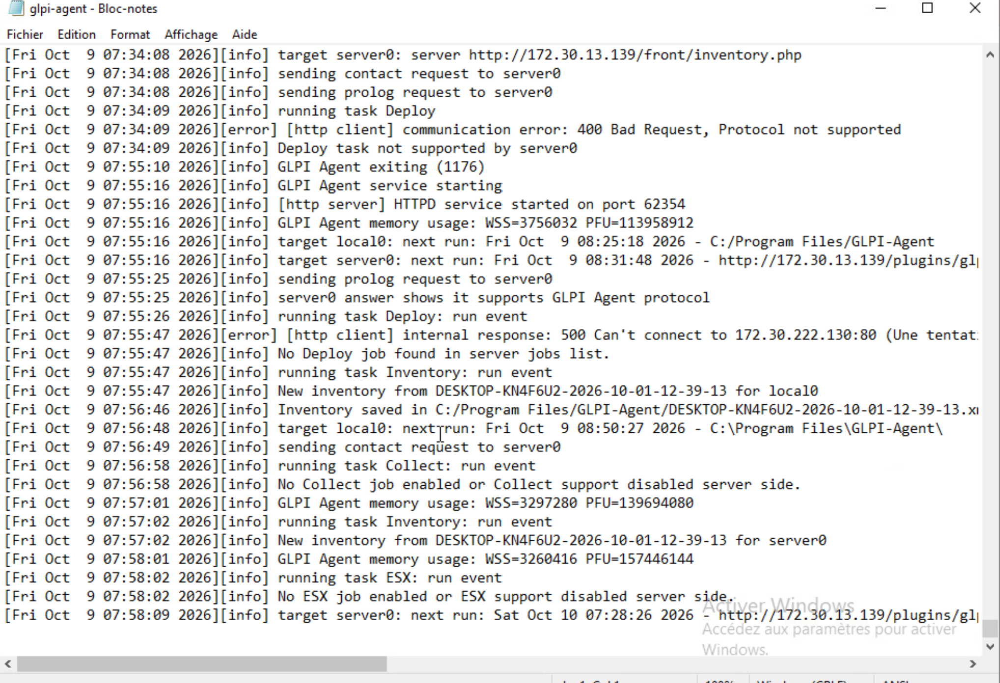 glpi-agent - Bloc-notes
Fichier Edition Format Affichage Aide
[Fri Oct  9 07:34:08 2026][info] target server0: server http://172.30.13.139/front/inventory.php
[Fri Oct  9 07:34:08 2026][info] sending contact request to server0
[Fri Oct  9 07:34:08 2026][info] sending prolog request to server0
[Fri Oct  9 07:34:09 2026][info] running task Deploy
[Fri Oct  9 07:34:09 2026][error] [http client] communication error: 400 Bad Request, Protocol not supported
[Fri Oct  9 07:34:09 2026][info] Deploy task not supported by server0
[Fri Oct  9 07:55:10 2026][info] GLPI Agent exiting (1176)
[Fri Oct  9 07:55:16 2026][info] GLPI Agent service starting
[Fri Oct  9 07:55:16 2026][info] [http server] HTTPD service started on port 62354
[Fri Oct  9 07:55:16 2026][info] GLPI Agent memory usage: WSS=3756032 PFU=113958912
[Fri Oct  9 07:55:16 2026][info] target local0: next run: Fri Oct  9 08:25:18 2026 - C:/Program Files/GLPI-Agent
[Fri Oct  9 07:55:16 2026][info] target server0: next run: Fri Oct  9 08:31:48 2026 - http://172.30.13.139/plugins/gl
[Fri Oct  9 07:55:25 2026][info] sending prolog request to server0
[Fri Oct  9 07:55:25 2026][info] server0 answer shows it supports GLPI Agent protocol
[Fri Oct  9 07:55:26 2026][info] running task Deploy: run event
[Fri Oct  9 07:55:47 2026][error] [http client] internal response: 500 Can't connect to 172.30.222.130:80 (Une tentat
[Fri Oct  9 07:55:47 2026][info] No Deploy job found in server jobs list.
[Fri Oct  9 07:55:47 2026][info] running task Inventory: run event
[Fri Oct  9 07:55:47 2026][info] New inventory from DESKTOP-KN4F6U2-2026-10-01-12-39-13 for local0
[Fri Oct  9 07:56:46 2026][info] Inventory saved in C:/Program Files/GLPI-Agent/DESKTOP-KN4F6U2-2026-10-01-12-39-13.x
[Fri Oct  9 07:56:48 2026][info] target local0: next run: Fri Oct  9 08:50:27 2026 - C:\Program Files\GLPI-Agent\
[Fri Oct  9 07:56:49 2026][info] sending contact request to server0
[Fri Oct  9 07:56:58 2026][info] running task Collect: run event
[Fri Oct  9 07:56:58 2026][info] No Collect job enabled or Collect support disabled server side.
[Fri Oct  9 07:57:01 2026][info] GLPI Agent memory usage: WSS=3297280 PFU=139694080
[Fri Oct  9 07:57:02 2026][info] running task Inventory: run event
[Fri Oct  9 07:57:02 2026][info] New inventory from DESKTOP-KN4F6U2-2026-10-01-12-39-13 for server0
[Fri Oct  9 07:58:01 2026][info] GLPI Agent memory usage: WSS=3260416 PFU=157446144
[Fri Oct  9 07:58:02 2026][info] running task ESX: run event
[Fri Oct  9 07:58:02 2026][info] No ESX job enabled or ESX support disabled server side.
[Fri Oct  9 07:58:09 2026][info] target server0: next run: Sat Oct 10 07:28:26 2026 - http://172.30.13.139/plugins/gl
Activer Windows
Accédez aux paramètres pour activer
Windows.